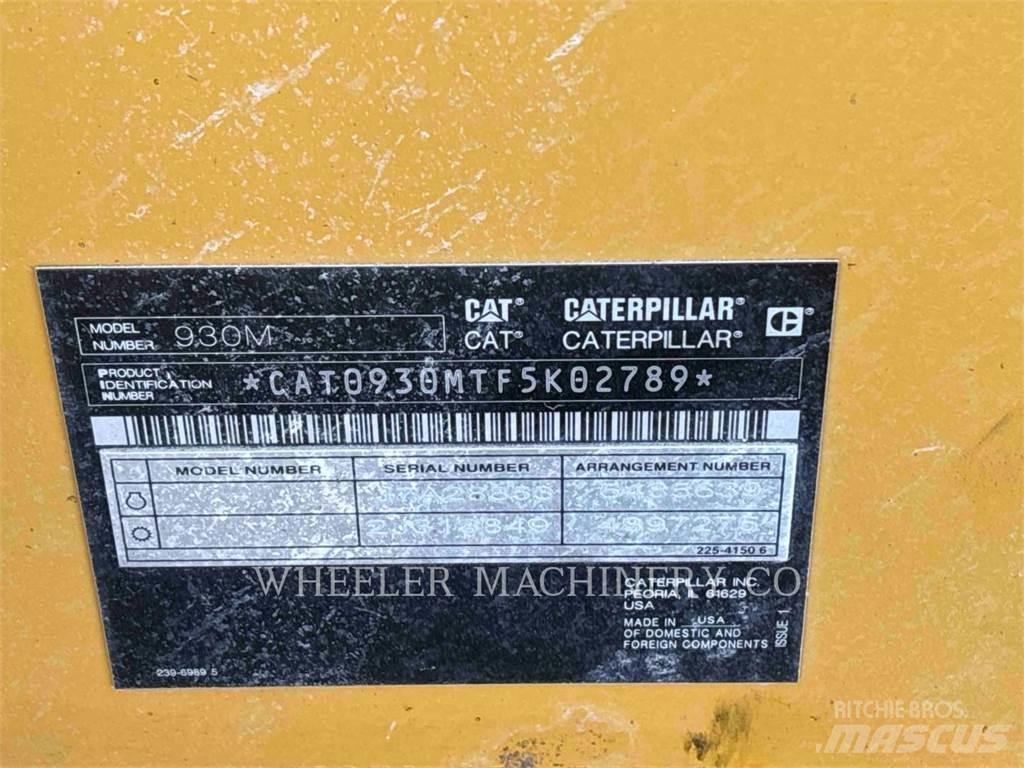 CAT® CATERPILLAR®
CAT® CATERPILLAR® ®
MODEL NUMBER 930M
PRODUCT IDENTIFICATION NUMBER *CAT0930MTF5K02789*
MODEL NUMBER SERIAL NUMBER ARRANGEMENT NUMBER
4997275
225-4150 6
WHEELER MACHINERY CO.
CATERPILLAR INC.
PEORIA, IL 61629
USA
MADE IN USA
OF DOMESTIC AND
FOREIGN COMPONENTS
ISSUE 1
239-6969 5
RITCHIE BROS.
MASCUS